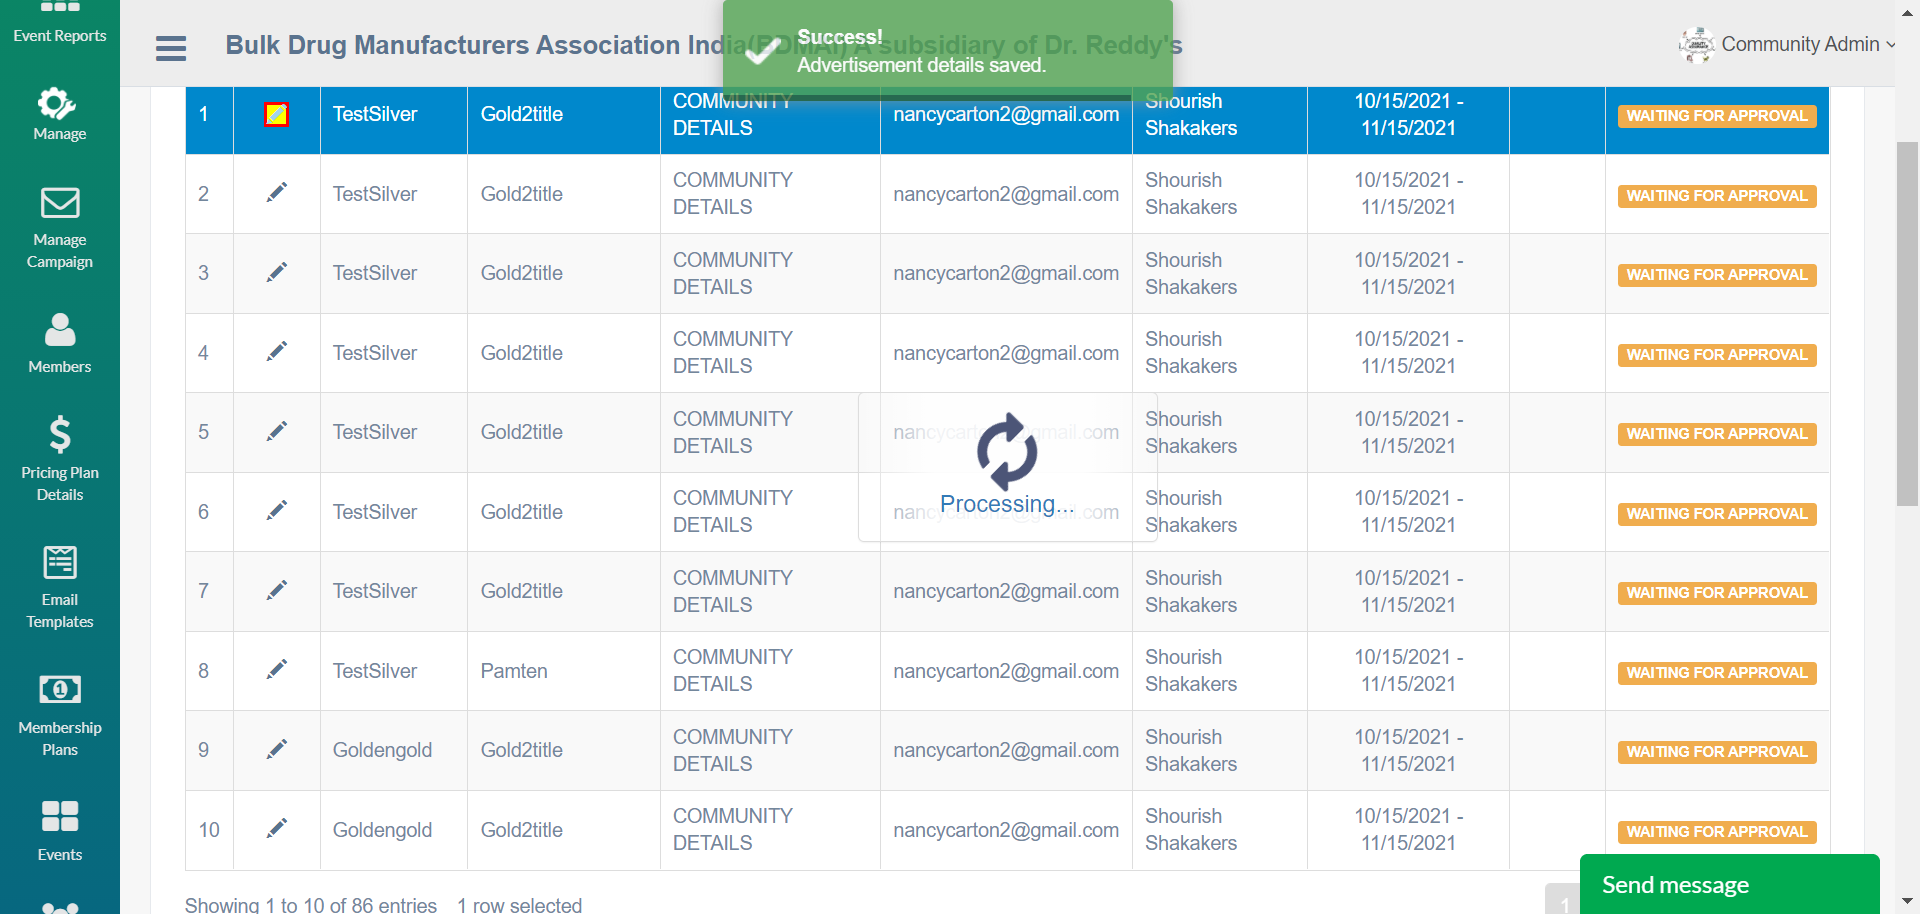 Event Reports
Manage
Manage
Campaign
Members
Pricing Plan
Details
Email
Templates
Membership
Plans
Events
Bulk Drug Manufacturers Association India(BDMAI) A subsidiary of Dr. Reddy's
Success!
Advertisement details saved.
Community Admin
1 TestSilver Gold2title COMMUNITY DETAILS nancycarton2@gmail.com Shourish Shakakers 10/15/2021 - 11/15/2021 WAITING FOR APPROVAL
2 TestSilver Gold2title COMMUNITY DETAILS nancycarton2@gmail.com Shourish Shakakers 10/15/2021 - 11/15/2021 WAITING FOR APPROVAL
3 TestSilver Gold2title COMMUNITY DETAILS nancycarton2@gmail.com Shourish Shakakers 10/15/2021 - 11/15/2021 WAITING FOR APPROVAL
4 TestSilver Gold2title COMMUNITY DETAILS nancycarton2@gmail.com Shourish Shakakers 10/15/2021 - 11/15/2021 WAITING FOR APPROVAL
5 TestSilver Gold2title COMMUNITY DETAILS nancycarton2@gmail.com Shourish Shakakers 10/15/2021 - 11/15/2021 WAITING FOR APPROVAL
6 TestSilver Gold2title COMMUNITY DETAILS nancycarton2@gmail.com Shourish Shakakers 10/15/2021 - 11/15/2021 WAITING FOR APPROVAL
Processing...
7 TestSilver Gold2title COMMUNITY DETAILS nancycarton2@gmail.com Shourish Shakakers 10/15/2021 - 11/15/2021 WAITING FOR APPROVAL
8 TestSilver Pamten COMMUNITY DETAILS nancycarton2@gmail.com Shourish Shakakers 10/15/2021 - 11/15/2021 WAITING FOR APPROVAL
9 Goldengold Gold2title COMMUNITY DETAILS nancycarton2@gmail.com Shourish Shakakers 10/15/2021 - 11/15/2021 WAITING FOR APPROVAL
10 Goldengold Gold2title COMMUNITY DETAILS nancycarton2@gmail.com Shourish Shakakers 10/15/2021 - 11/15/2021 WAITING FOR APPROVAL
Showing 1 to 10 of 86 entries 1 row selected
1
Send message